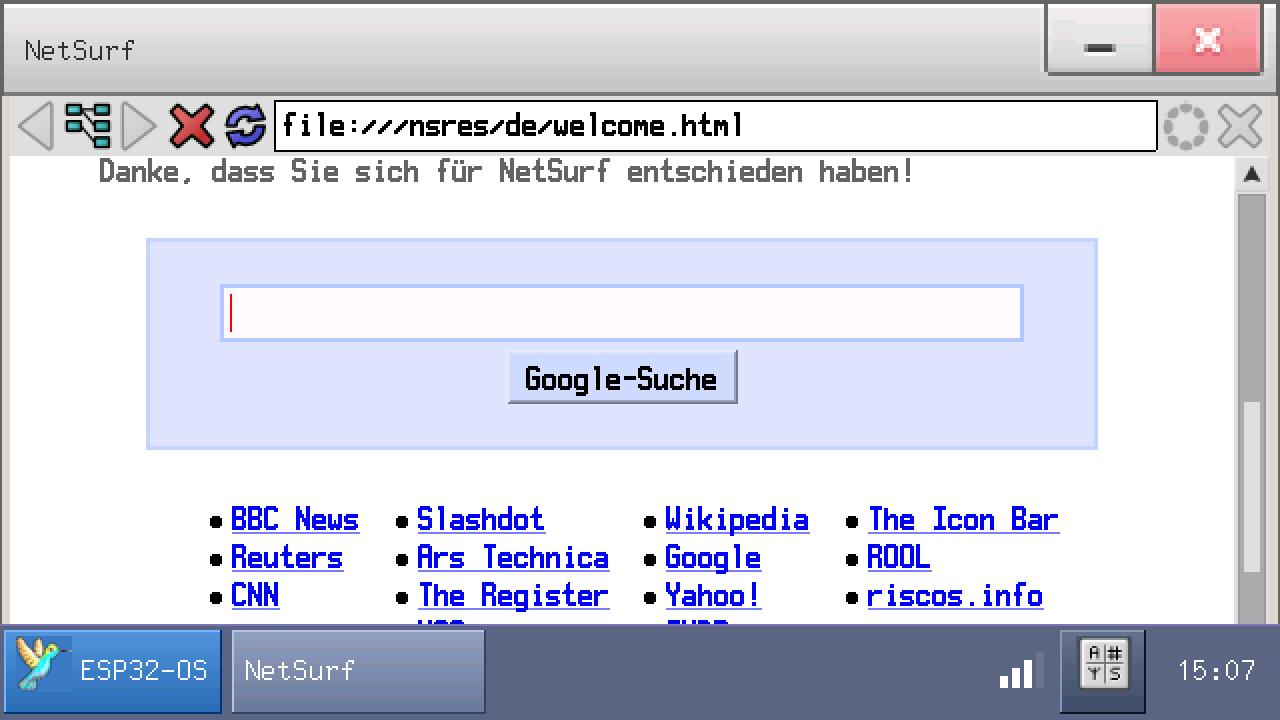 NetSurf
file:///nsres/de/welcome.html
Danke, dass Sie sich für NetSurf entschieden haben!
Google-Suche
BBC News Slashdot Wikipedia The Icon Bar
Reuters Ars Technica Google ROOL
CNN The Register Yahoo! riscos.info
ESP32-OS NetSurf A # Y S 15:07